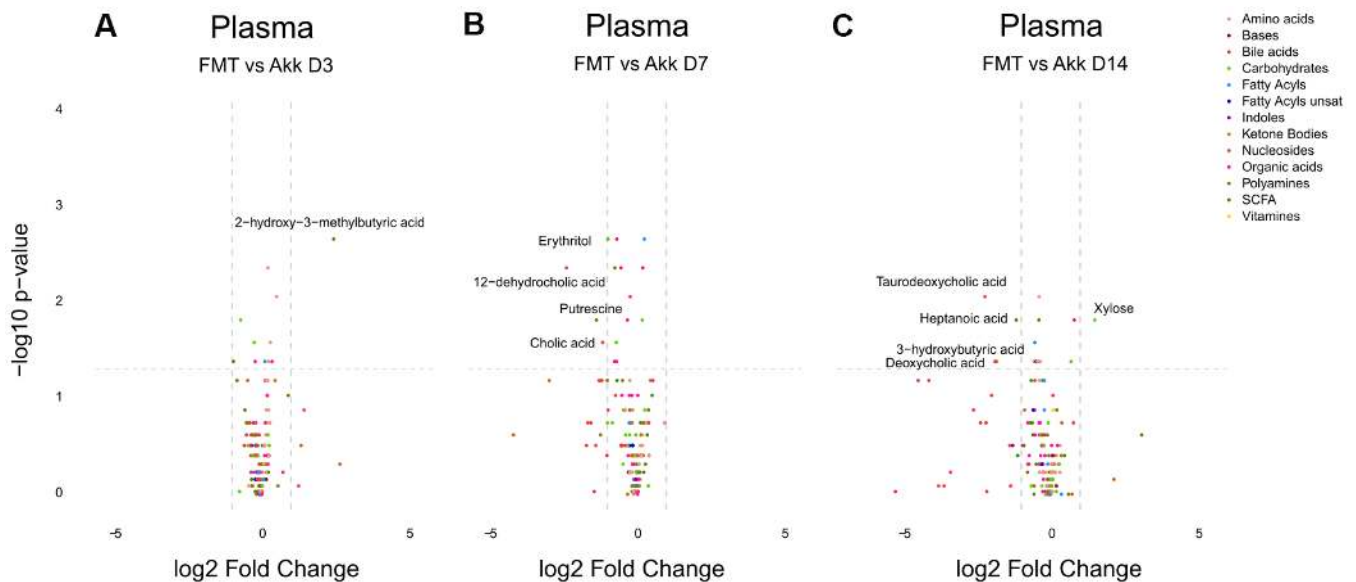 A
Plasma
FMT vs Akk D3
B
Plasma
FMT vs Akk D7
C
Plasma
FMT vs Akk D14
Amino acids
Bases
Bile acids
Carbohydrates
Fatty Acyls
Fatty Acyls unsat
Indoles
Ketone Bodies
Nucleosides
Organic acids
Polyamines
SCFA
Vitamines
−log10 p−value
4
3
2
1
0
2−hydroxy−3−methylbutyric acid
Erythritol
12−dehydrocholic acid
Putrescine
Cholic acid
Taurodeoxycholic acid
Heptanoic acid
Xylose
3−hydroxybutyric acid
Deoxycholic acid
−5 0 5
−5 0 5
−5 0 5
log2 Fold Change
log2 Fold Change
log2 Fold Change